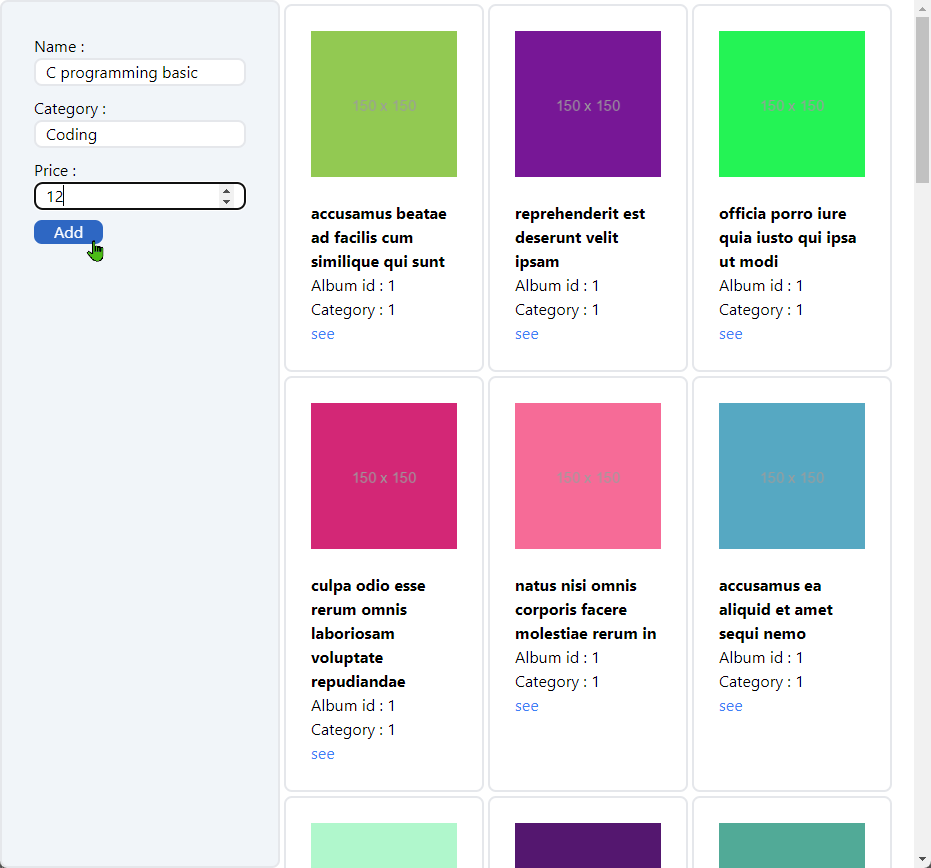 Name :
C programming basic
Category :
Coding
Price :
12
Add
150 x 150
accusamus beatae
ad facilis cum
similique qui sunt
Album id : 1
Category : 1
see
150 x 150
reprehenderit est
deserunt velit
ipsam
Album id : 1
Category : 1
see
150 x 150
officia porro iure
quia iusto qui ipsa
ut modi
Album id : 1
Category : 1
see
150 x 150
culpa odio esse
rerum omnis
laboriosam
voluptate
repudiandae
Album id : 1
Category : 1
see
150 x 150
natus nisi omnis
corporis facere
molestiae rerum in
Album id : 1
Category : 1
see
150 x 150
accusamus ea
aliquid et amet
sequi nemo
Album id : 1
Category : 1
see